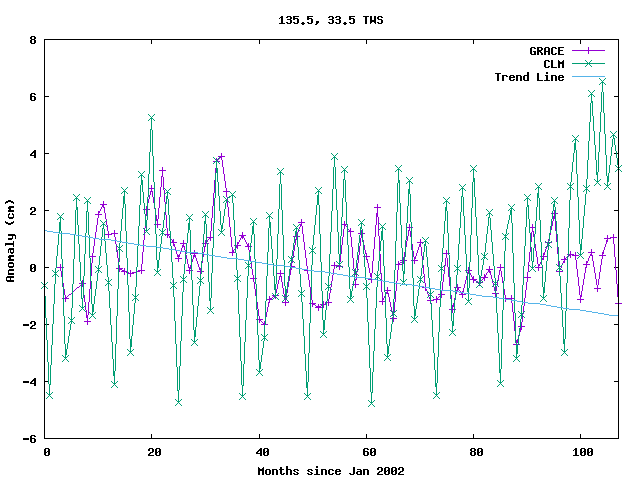 135.5, 33.5 TWS
GRACE
CLM
Trend Line
Anomaly (cm)
8
6
4
2
0
-2
-4
-6
0 20 40 60 80 100
Months since Jan 2002